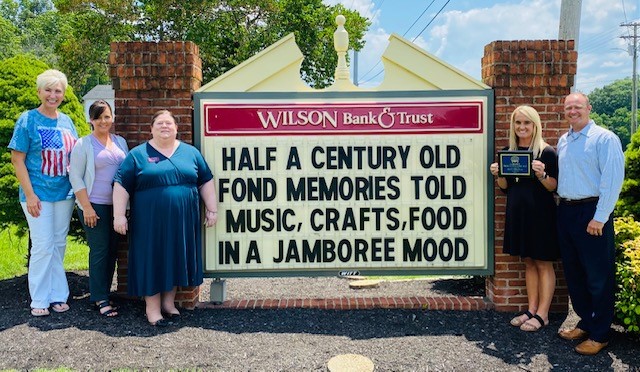 WILSON Bank & Trust
HALF A CENTURY OLD
FOND MEMORIES TOLD
MUSIC, CRAFTS, FOOD
IN A JAMBOREE MOOD